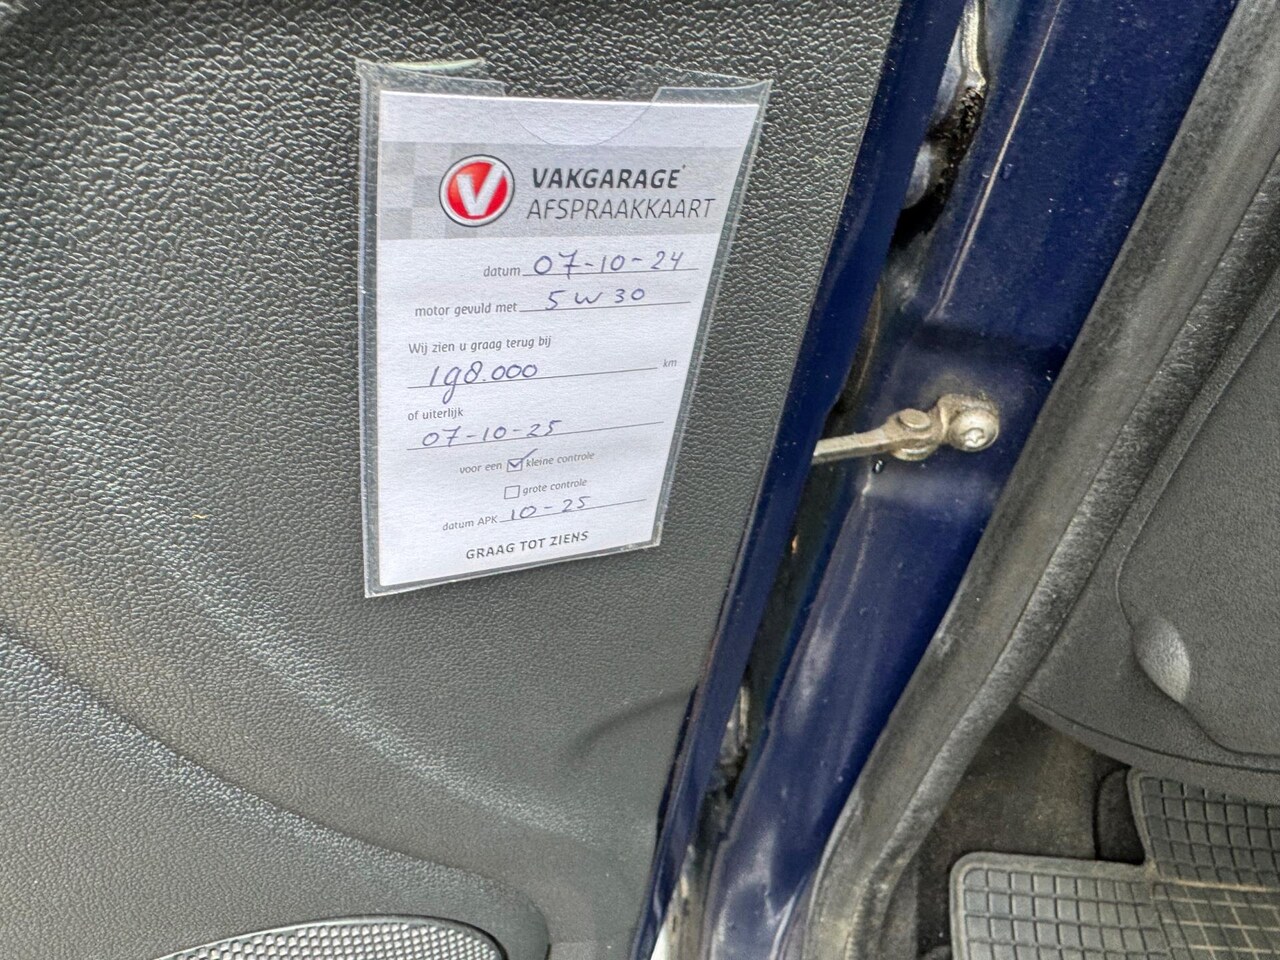 VAKGARAGE
AFSPRAAKKAART
datum 07-10-24
motor gevuld met 5W30
Wij zien u graag terug bij
198.000 km
of uiterlijk
07-10-25
voor een kleine controle
grote controle
datum APK 10-25
GRAAG TOT ZIENS